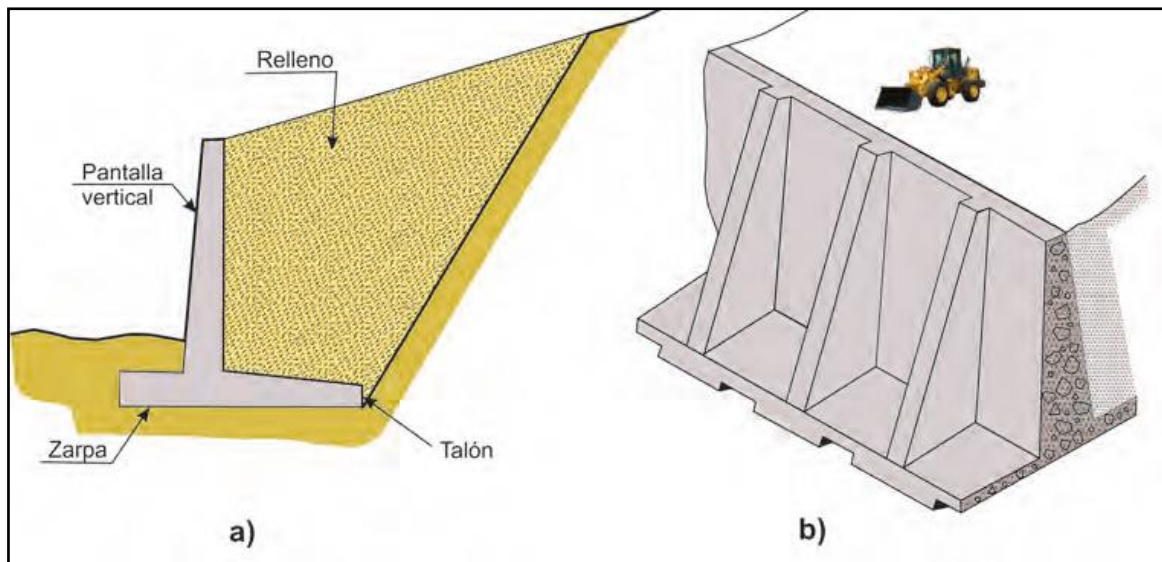 Relleno
Pantalla
vertical
Zarpa
Talón
a)
b)